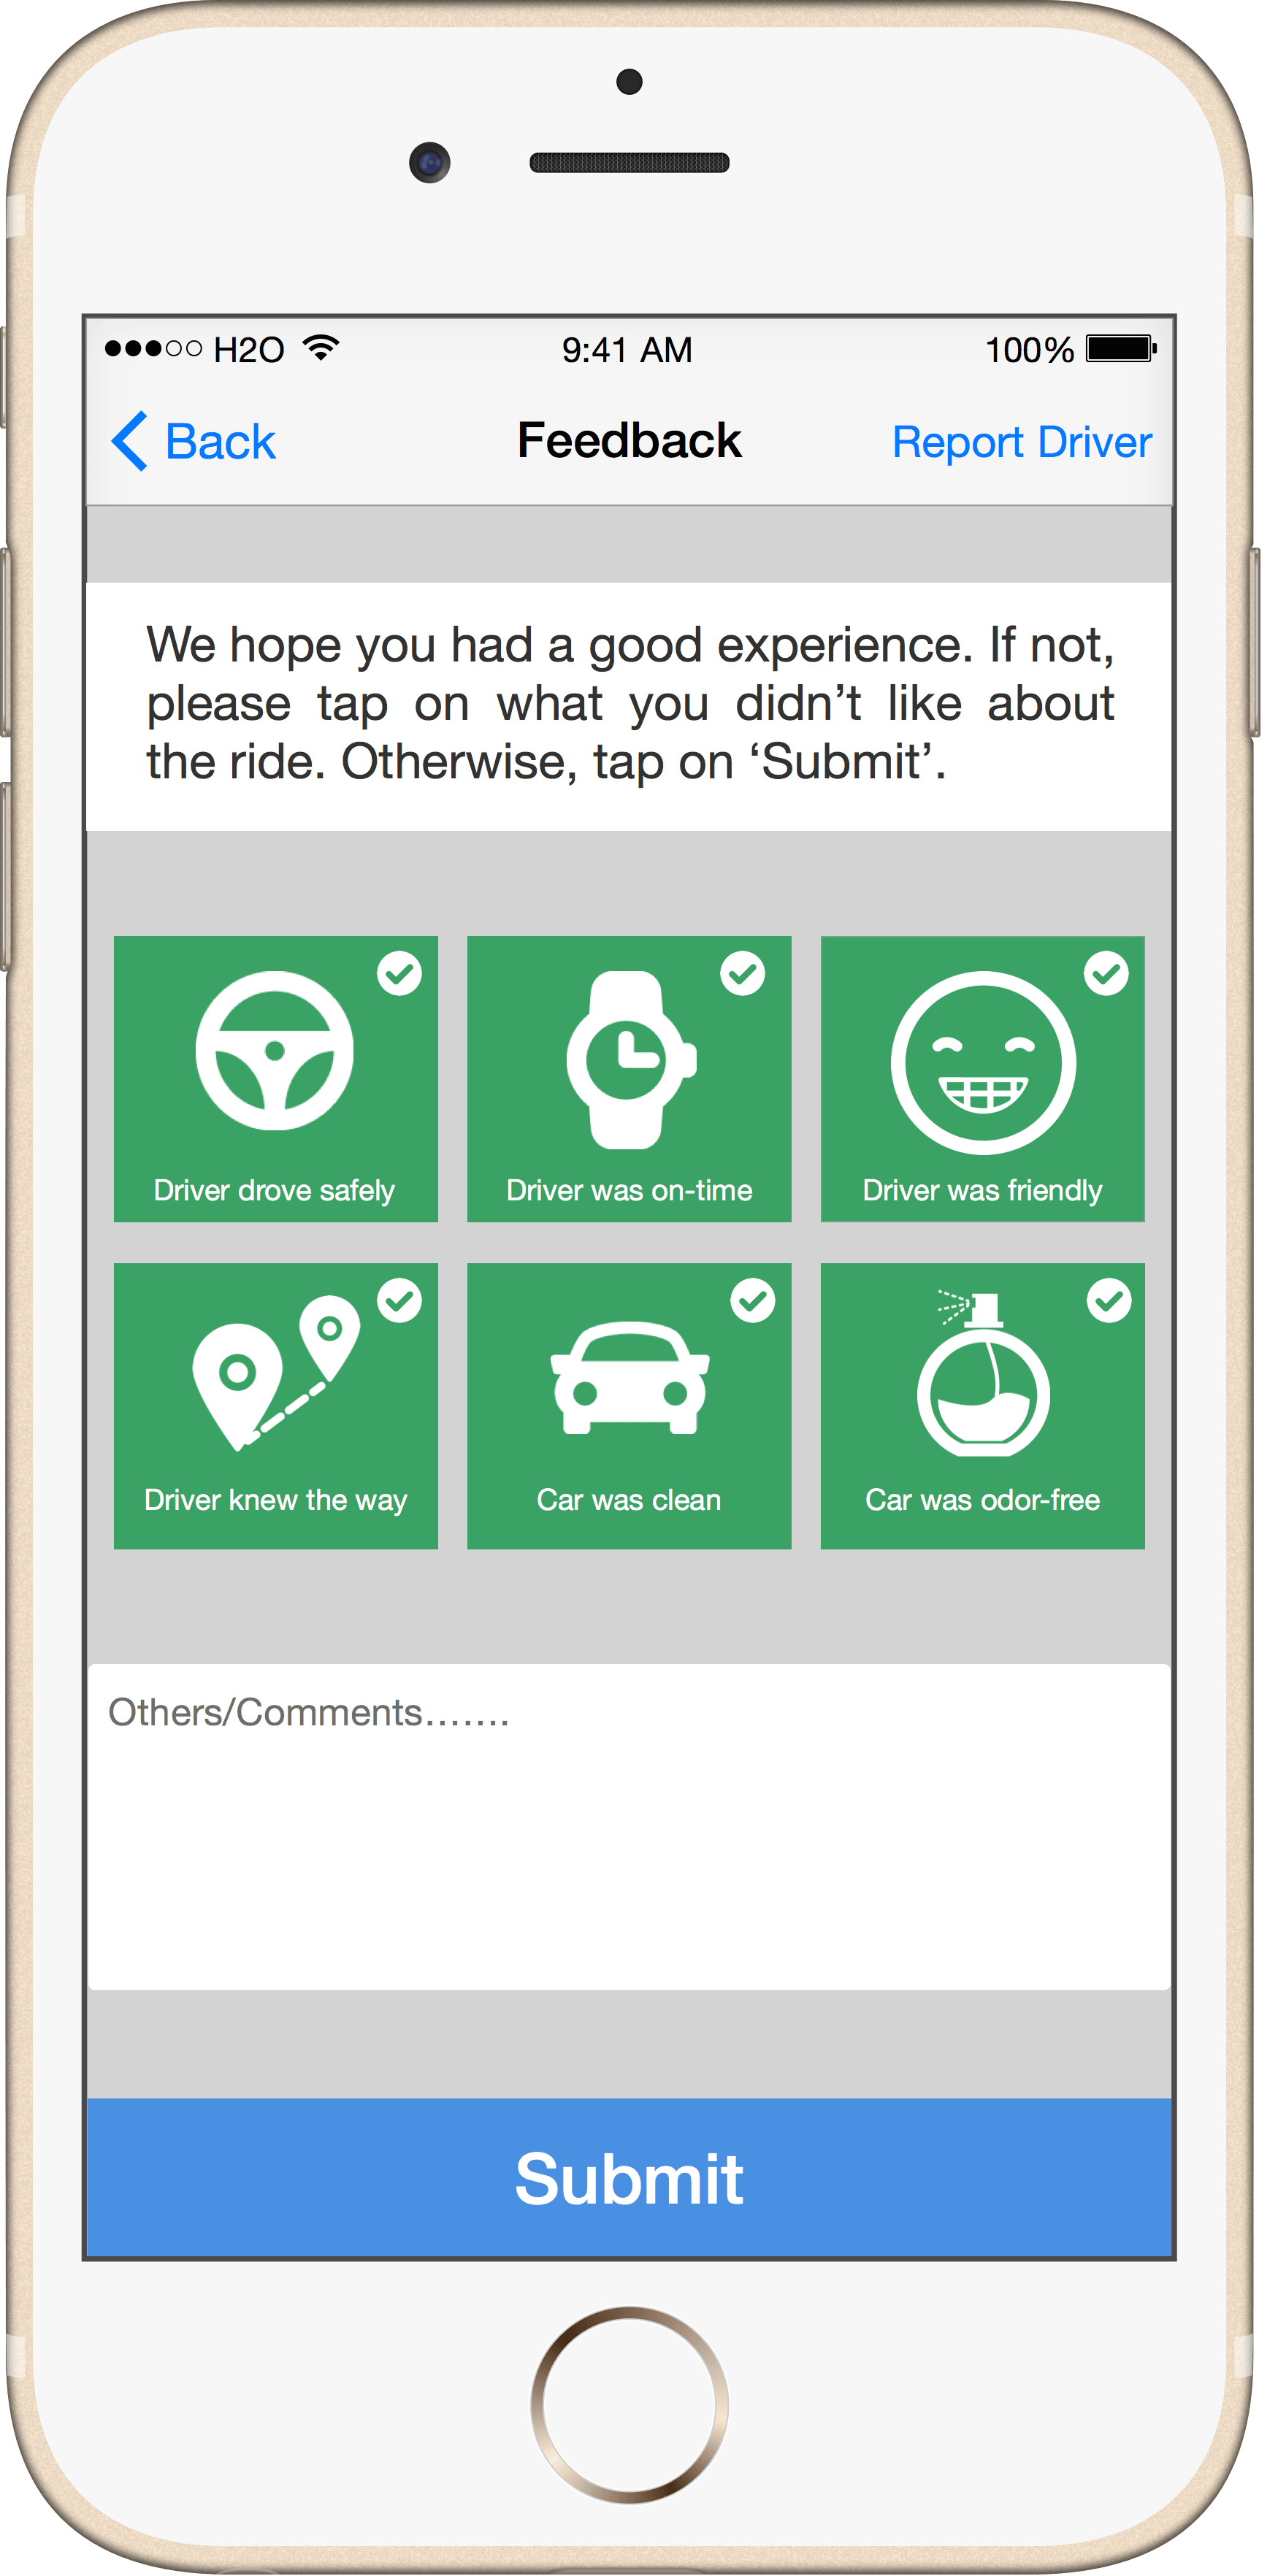 H2O 9:41 AM 100%
Back Feedback Report Driver
We hope you had a good experience. If not,
please tap on what you didn’t like about
the ride. Otherwise, tap on ‘Submit’.
Driver drove safely Driver was on-time Driver was friendly
Driver knew the way Car was clean Car was odor-free
Others/Comments.......
Submit